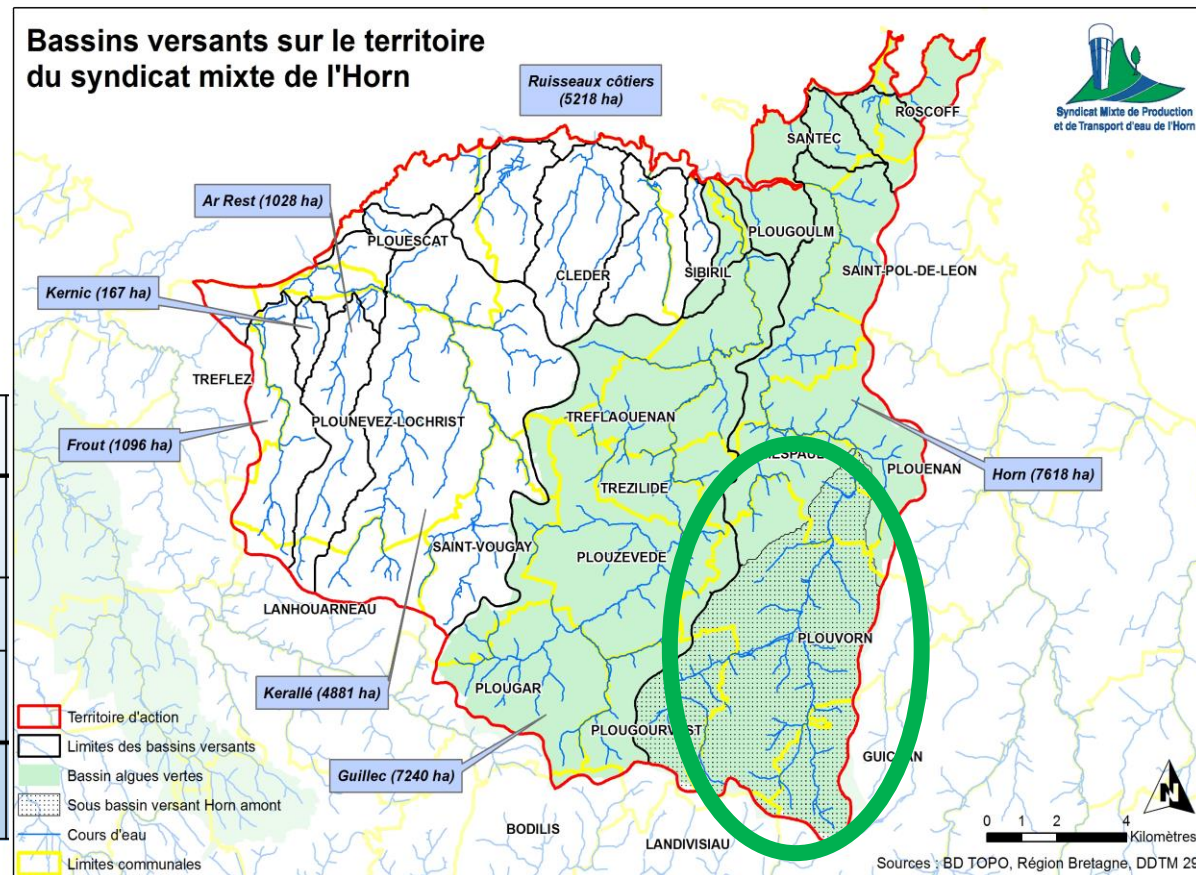 Bassins versants sur le territoire
du syndicat mixte de l'Horn
Ruisseaux côtiers
(5218 ha)
Syndicat Mixte de Production
et de Transport d'eau de l'Horn
ROSCOFF
SANTEC
Ar Rest (1028 ha)
PLOUESCAT
PLOUGOULM
CLEDER
SIBIRIL
SAINT-POL-DE-LEON
Kernic (167 ha)
TREFLEZ
PLOUNEVEZ-LOCHRIST
TREFLAOUENAN
Frout (1096 ha)
PLOUENAN
Horn (7618 ha)
TREZILIDE
SAINT-VOUGAY
PLOUZEVEDE
LANHOUARNEAU
PLOUVORN
Kerallé (4881 ha)
PLOUGAR
PLOUGOURVEST
Guillec (7240 ha)
BODILIS
LANDIVISIAU
Territoire d'action
Limites des bassins versants
Bassin algues vertes
Sous bassin versant Horn amont
Cours d'eau
Limites communales
N
0 1 2 4
Kilomètres
Sources : BD TOPO, Région Bretagne, DDTM 29